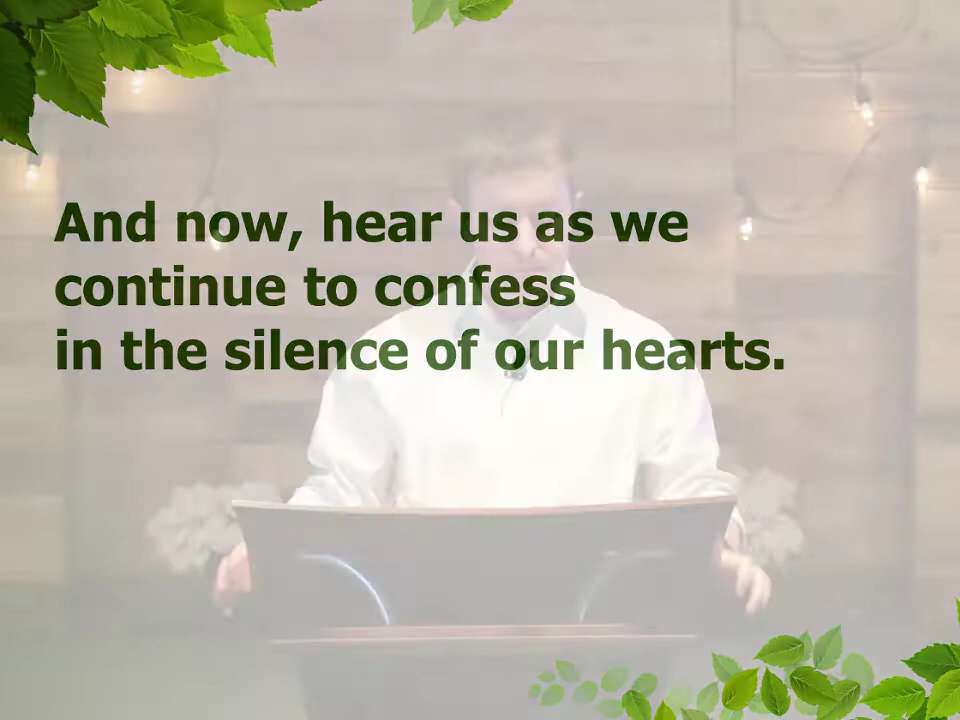 And now, hear us as we
continue to confess
in the silence of our hearts.